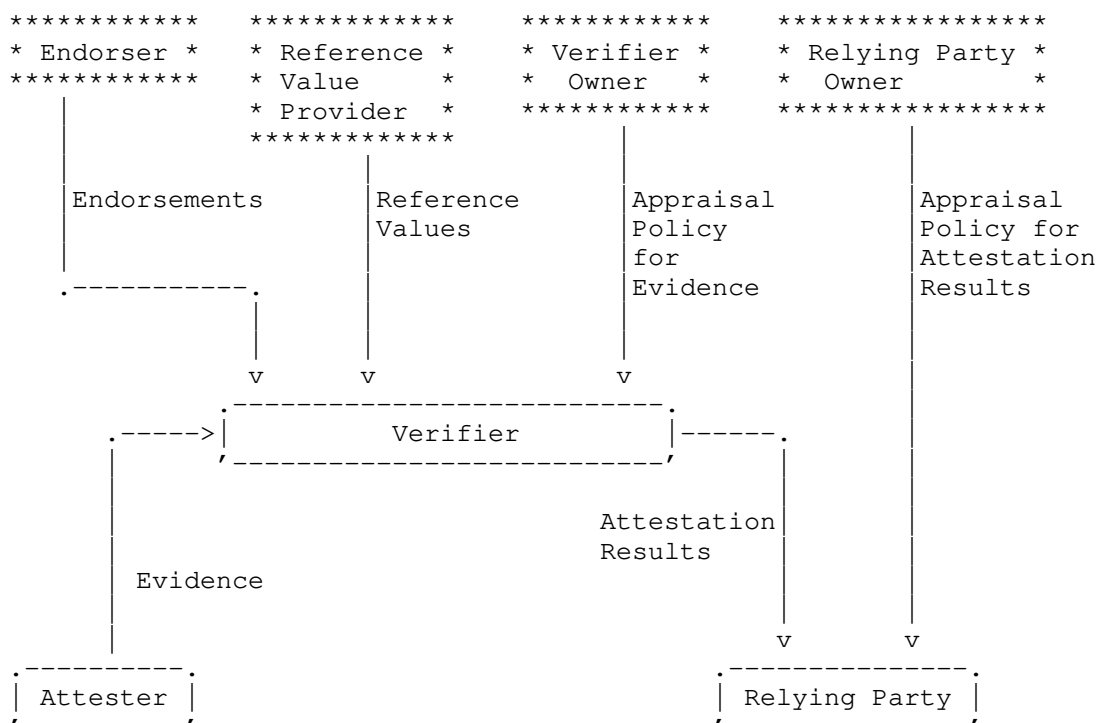 ************ ************* ************ *****************
* Endorser * * Reference * * Verifier * * Relying Party *
************ * Value * * Owner * * Owner *
* Provider * ************ *****************
*************
Endorsements Reference Appraisal Appraisal
Values Policy Policy for
for Attestation
Evidence Results
v v v
Verifier
Attestation
Results
Evidence
v v
Attester Relying Party